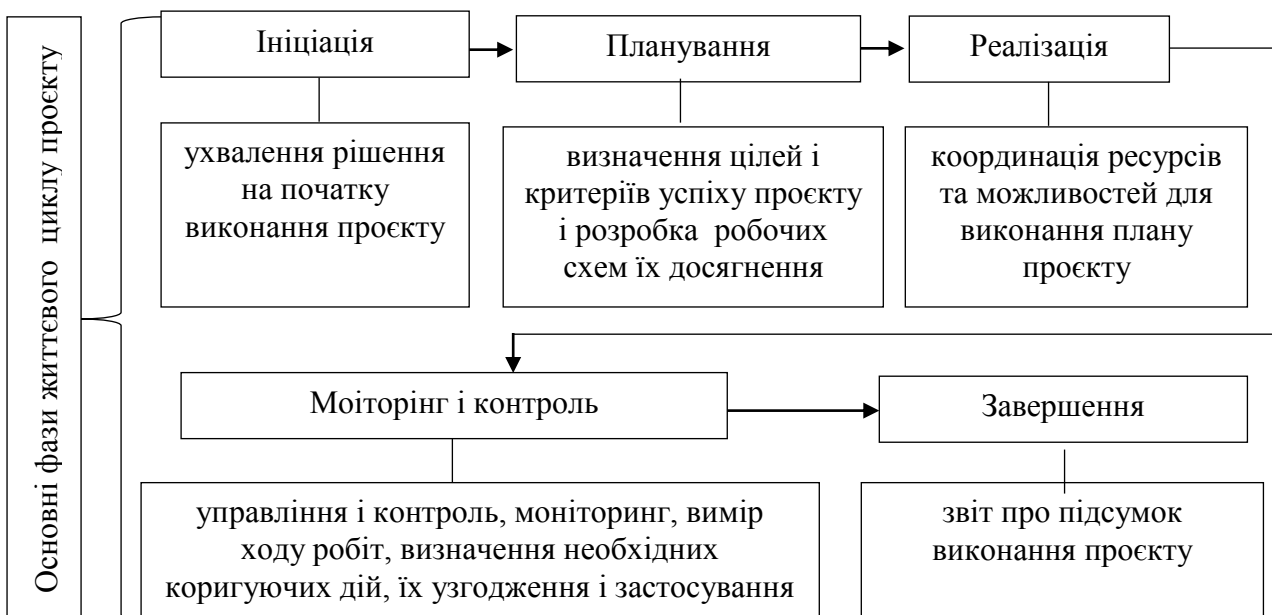 Основні фази життєвого циклу проєкту
Ініціація
Планування
Реалізація
ухвалення рішення
на початку
виконання проєкту
визначення цілей і
критеріїв успіху проєкту
і розробка робочих
схем їх досягнення
координація ресурсів
та можливостей для
виконання плану
проєкту
Моіторінг і контроль
Завершення
управління і контроль, моніторинг, вимір
ходу робіт, визначення необхідних
коригуючих дій, їх узгодження і застосування
звіт про підсумок
виконання проєкту